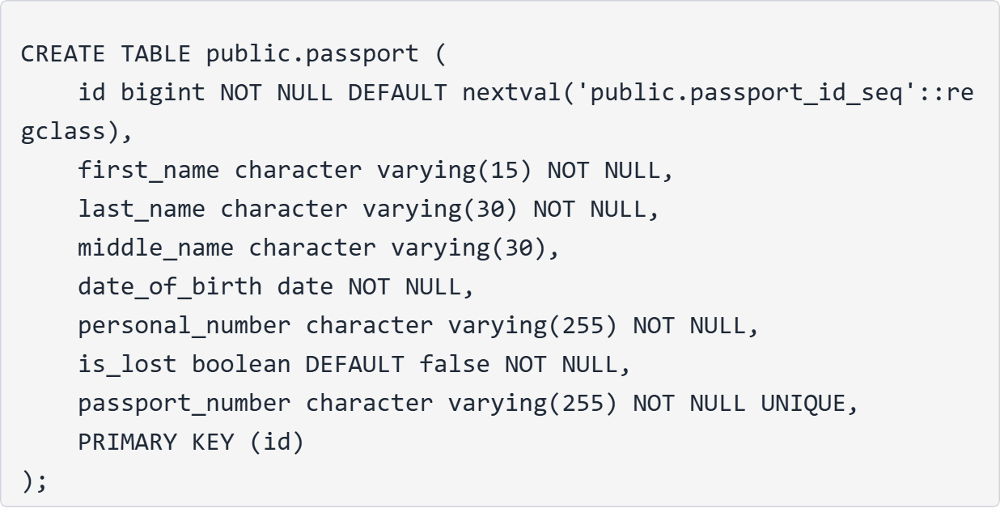 CREATE TABLE public.passport (
    id bigint NOT NULL DEFAULT nextval('public.passport_id_seq'::re
gclass),
    first_name character varying(15) NOT NULL,
    last_name character varying(30) NOT NULL,
    middle_name character varying(30),
    date_of_birth date NOT NULL,
    personal_number character varying(255) NOT NULL,
    is_lost boolean DEFAULT false NOT NULL,
    passport_number character varying(255) NOT NULL UNIQUE,
    PRIMARY KEY (id)
);